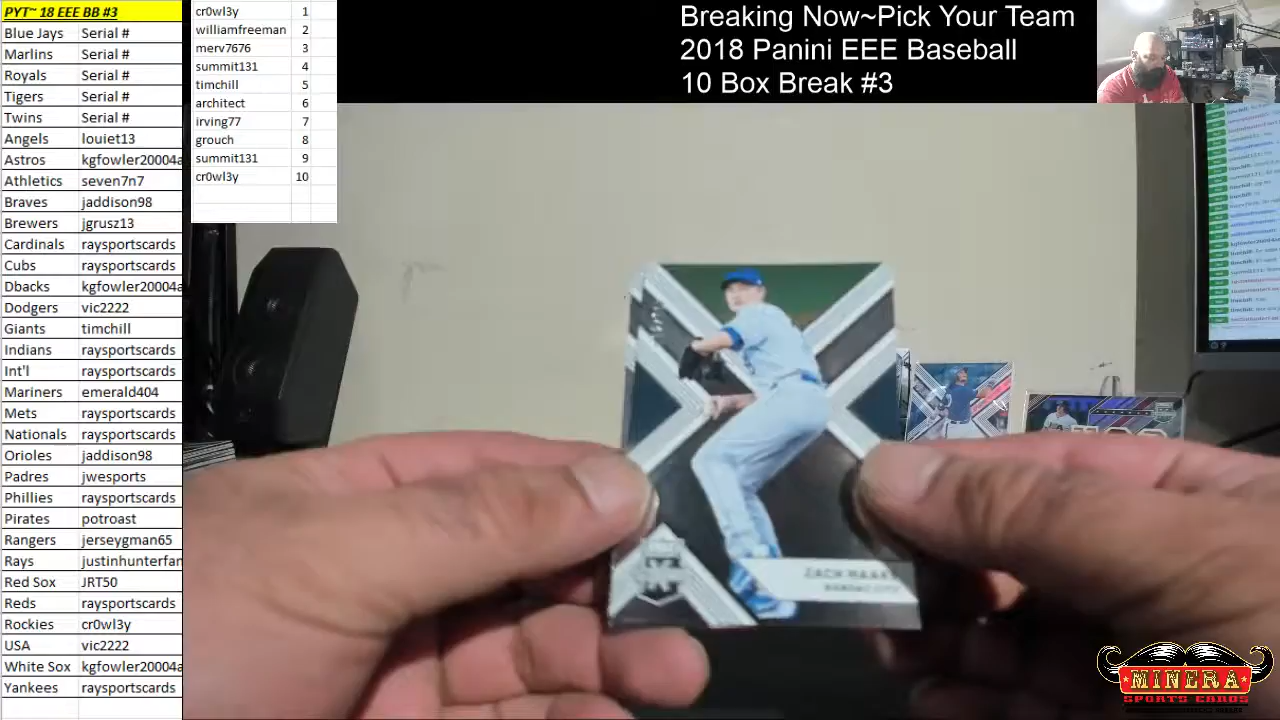 PYT~ 18 EEE BB #3
Blue Jays Serial #
Marlins Serial #
Royals Serial #
Tigers Serial #
Twins Serial #
Angels louiet13
Astros kgfowler20004a
Athletics seven7n7
Braves jaddison98
Brewers jgrusz13
Cardinals raysportscards
Cubs raysportscards
Dbacks kgfowler20004a
Dodgers vic2222
Giants timchill
Indians raysportscards
Int'l raysportscards
Mariners emerald404
Mets raysportscards
Nationals raysportscards
Orioles jaddison98
Padres jwesports
Phillies raysportscards
Pirates potroast
Rangers jerseygman65
Rays justinhunterfan
Red Sox JRT50
Reds raysportscards
Rockies cr0wl3y
USA vic2222
White Sox kgfowler20004a
Yankees raysportscards
cr0wl3y 1
williamfreeman 2
merv7676 3
summit131 4
timchill 5
architect 6
irving77 7
grouch 8
summit131 9
cr0wl3y 10
Breaking Now~Pick Your Team
2018 Panini EEE Baseball
10 Box Break #3
ZACK
MINERA
SPORTS CARDS